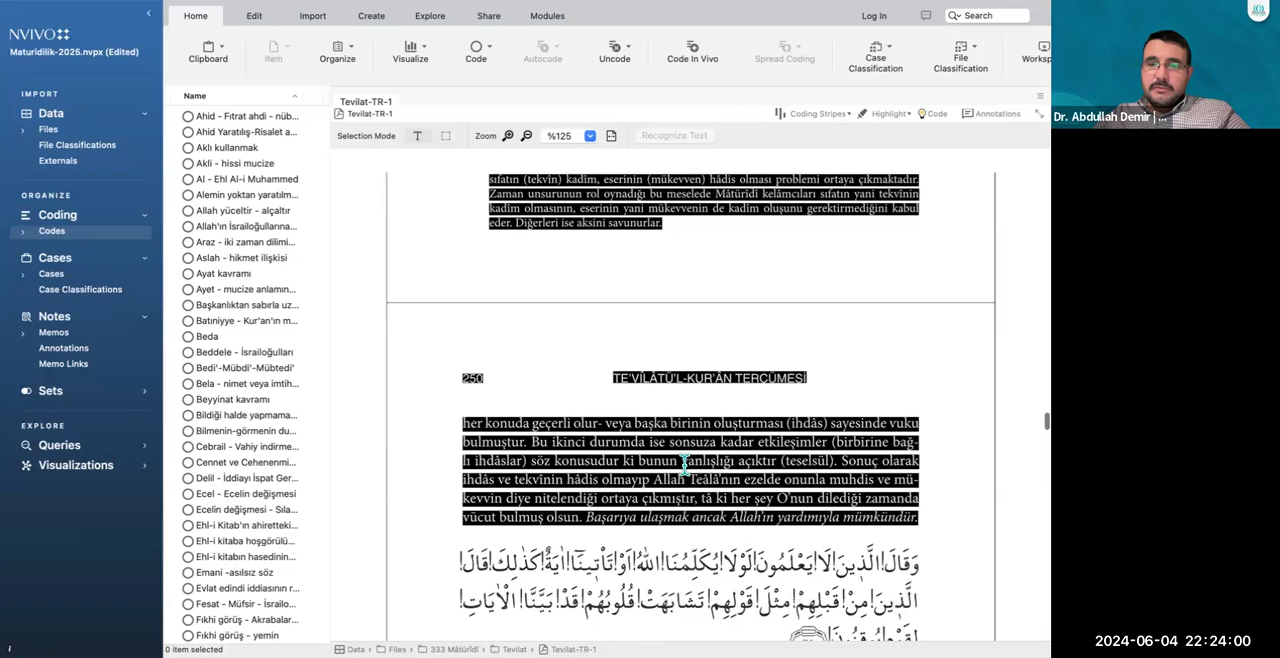 NVIVO
Maturidilik-2025.nvpx (Edited)
IMPORT
Data
Files
File Classifications
Externals
ORGANIZE
Coding
Codes
Cases
Cases
Case Classifications
Notes
Memos
Annotations
Memo Links
Sets
EXPLORE
Queries
Visualizations
Home Edit Import Create Explore Share Modules Log In Search
Clipboard Item Organize Visualize Code Autocode Uncode Code In Vivo Spread Coding Case Classification File Classification Worksp
Name
Ahid - Fıtrat ahdi - nüb...
Ahid Yaratılış-Risalet a...
Aklı kullanmak
Akli - hissi mucize
Al - Ehl Al-i Muhammed
Alemin yoktan yaratılm...
Allah yüceltir - alçaltır
Allah'ın İsrailoğullarına...
Araz - iki zaman dilimi...
Aslah - hikmet ilişkisi
Ayat kavramı
Ayet - mucize anlamın...
Başkanlıktan sabırla uz...
Batıniyye - Kur'an'ın m...
Beda
Beddele - İsrailoğulları
Bedi'-Mübdi'-Mübtedi'
Bela - nimet veya imtih...
Beyyinat kavramı
Bildiği halde yapmama...
Bilmenin-görmenin du...
Cebrail - Vahiy indirme...
Cennet ve Cehenneml...
Delil - İddiayı İspat Ger...
Ecel - Ecelin değişmesi
Ecelin değişmesi - Sıla...
Ehl-i Kitab'ın ahiretteki...
Ehl-i kitaba hoşgörülü...
Ehl-i kitabın hasedinin...
Emani -asılsız söz
Evlat edindi iddiasının r...
Fesat - Müfsir - İsrailo...
Fıkhi görüş - Akrabalar...
Fıkhi görüş - yemin
0 item selected
Tevilat-TR-1
Tevilat-TR-1 Coding Stripes Highlight Code Annotations
Selection Mode T Zoom %125 Recognize Text
sıfatın (tekvîn) kadîm, eserinin (mükevven) hâdis olması problemi ortaya çıkmaktadır.
Zaman unsurunun rol oynadığı bu meselede Mâtürîdî kelâmcıları sıfatın yani tekvînin
kadîm olmasının, eserinin yani mükevvenin de kadîm oluşunu gerektirmediğini kabul
eder. Diğerleri ise aksini savunurlar.
250 TE'VÎLÂTÜ'L-KUR'ÂN TERCÜMESİ
her konuda geçerli olur- veya başka birinin oluşturması (ihdâs) sayesinde vuku
bulmuştur. Bu ikinci durumda ise sonsuza kadar etkileşimler (birbirine bağ-
lı ihdâslar) söz konusudur ki bunun yanlışlığı açıktır (teselsül). Sonuç olarak
ihdâs ve tekvînin hâdis olmayıp Allah Teâlâ'nın ezelde onunla muhdis ve mü-
kevvin diye nitelendiği ortaya çıkmıştır, tâ ki her şey O'nun dilediği zamanda
vücut bulmuş olsun. Başarıya ulaşmak ancak Allah'ın yardımıyla mümkündür.
وَقَالَ الَّذِينَ لَا يَعْلَمُونَ لَوْلَا يُكَلِّمُنَا اللّٰهُ اَوْ تَأْتِينَٓا اٰيَةٌ كَذٰلِكَ قَالَ
الَّذِينَ مِنْ قَبْلِهِمْ مِثْلَ قَوْلِهِمْ تَشَابَهَتْ قُلُوبُهُمْ قَدْ بَيَّنَّا الْاٰيَاتِ
لِقَوْمٍ يُوقِنُونَ
Data Files 333 Mâtürîdî Tevilat Tevilat-TR-1
Dr. Abdullah Demir | ...
2024-06-04 22:24:00